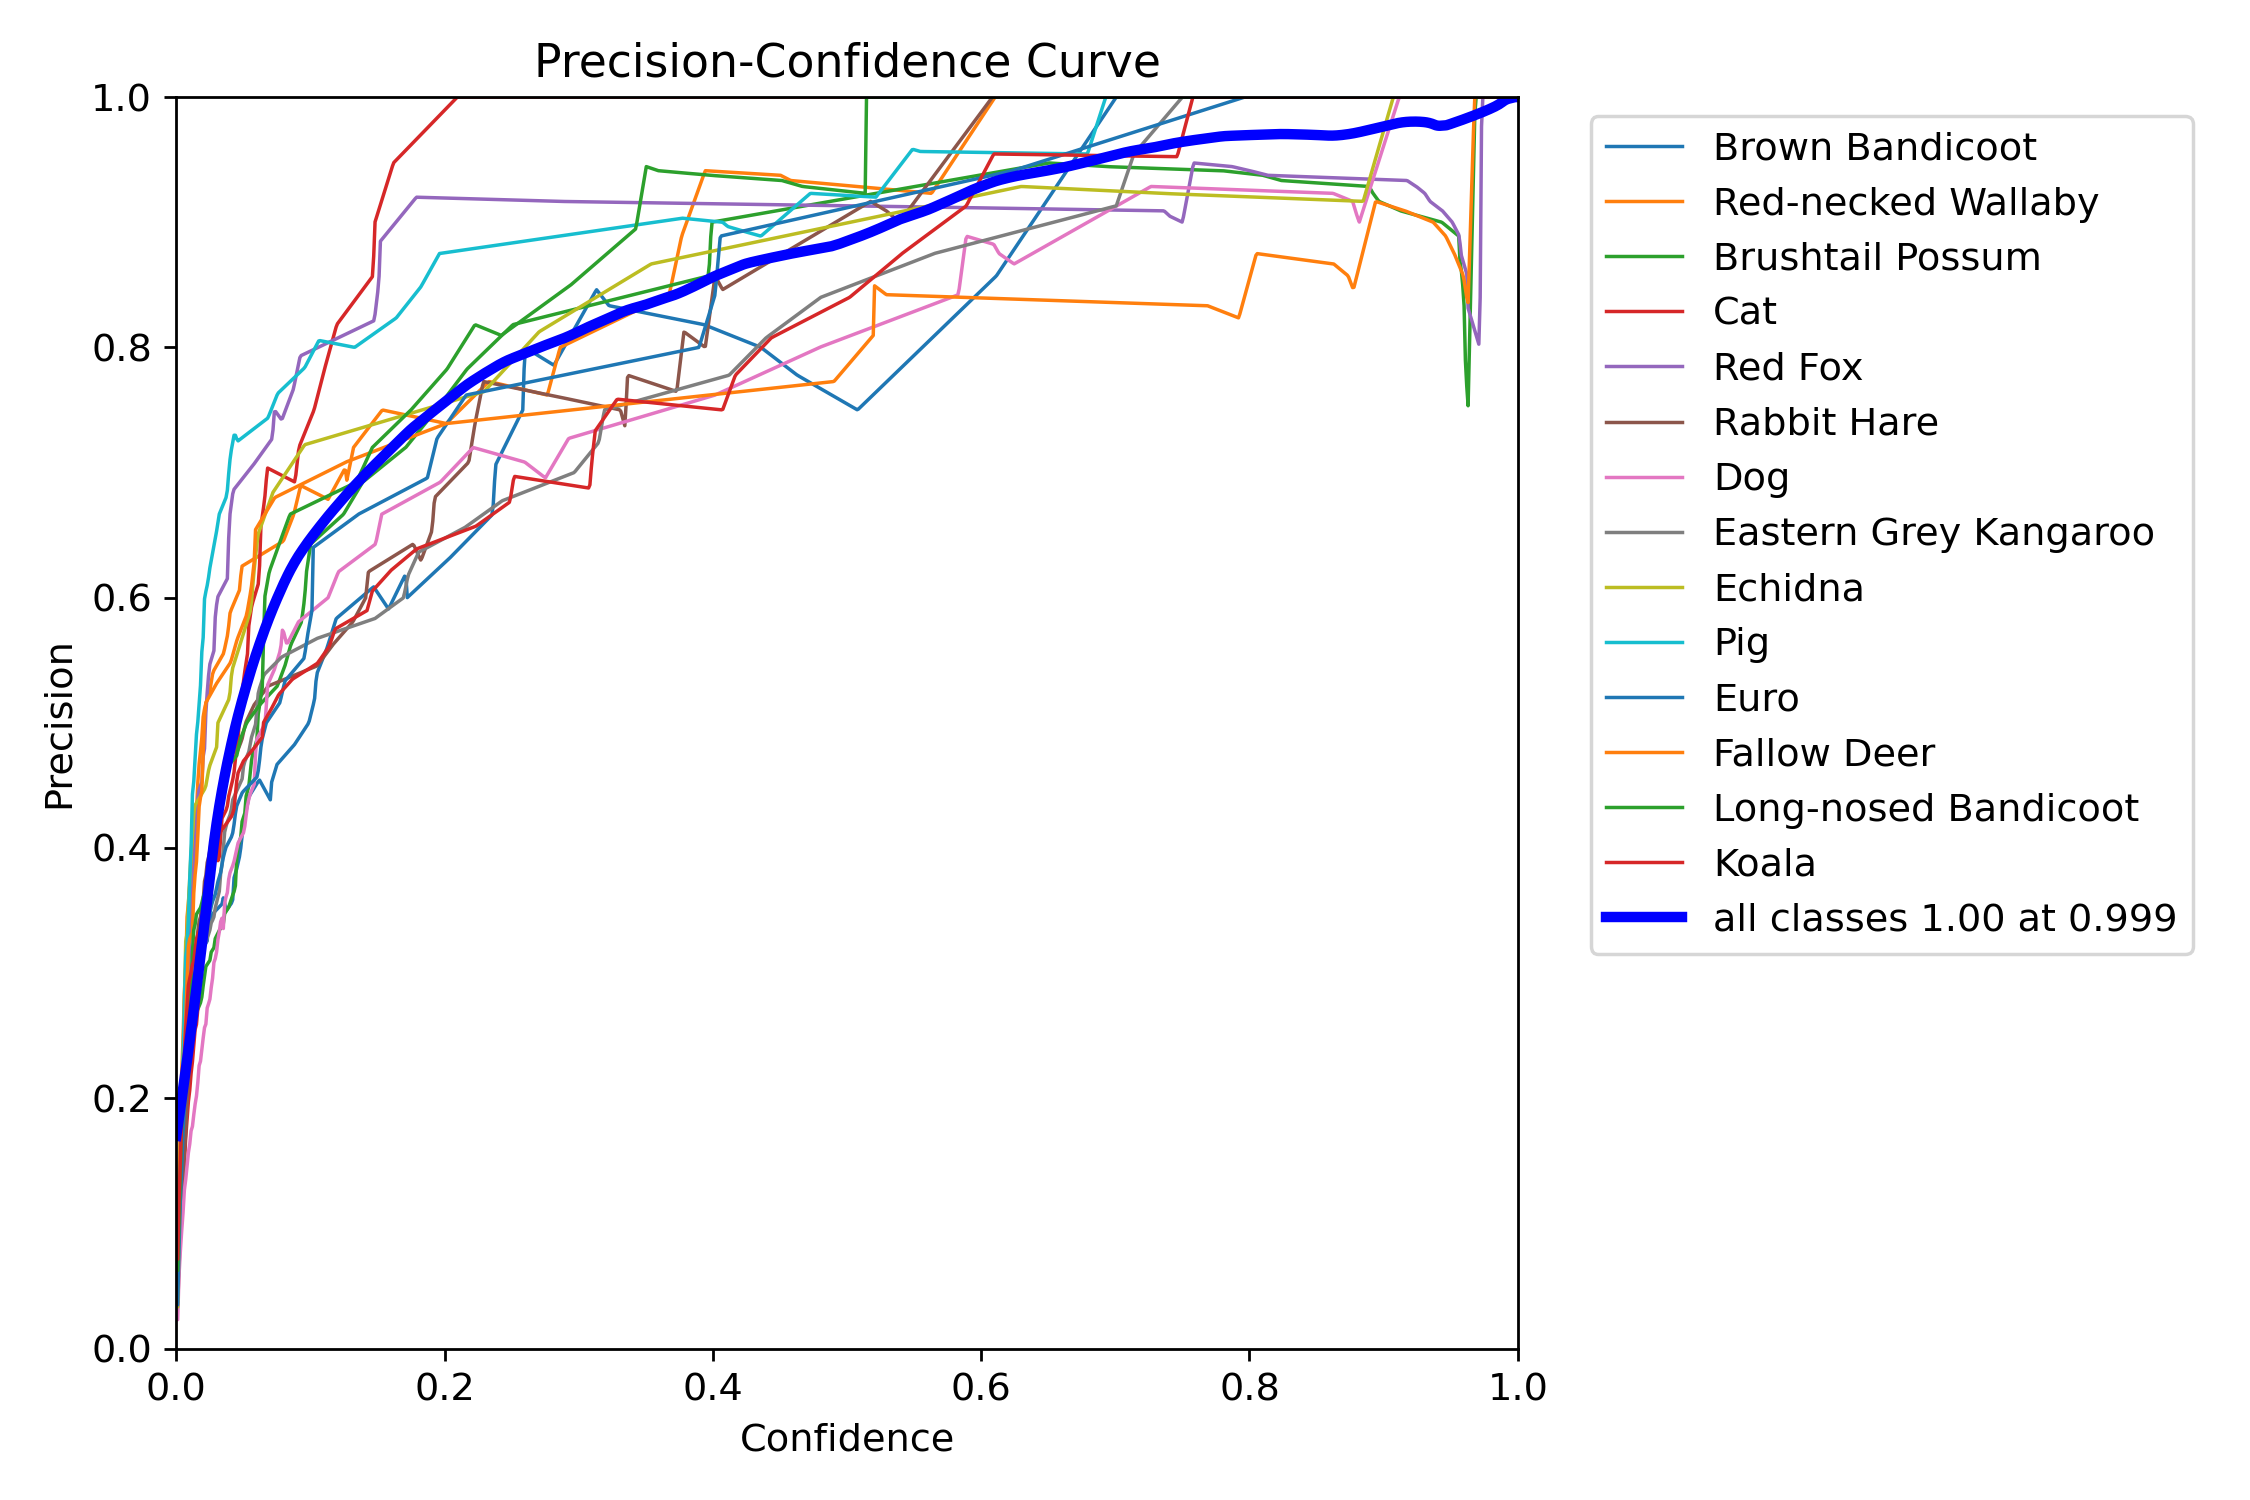 Precision-Confidence Curve
1.0
0.8
0.6
0.4
0.2
0.0
Precision
0.0 0.2 0.4 0.6 0.8 1.0
Confidence
Brown Bandicoot
Red-necked Wallaby
Brushtail Possum
Cat
Red Fox
Rabbit Hare
Dog
Eastern Grey Kangaroo
Echidna
Pig
Euro
Fallow Deer
Long-nosed Bandicoot
Koala
all classes 1.00 at 0.999